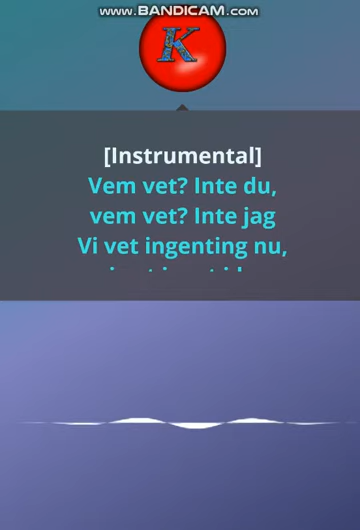 www.BANDICAM.com
K
[Instrumental]
Vem vet? Inte du,
vem vet? Inte jag
Vi vet ingenting nu,